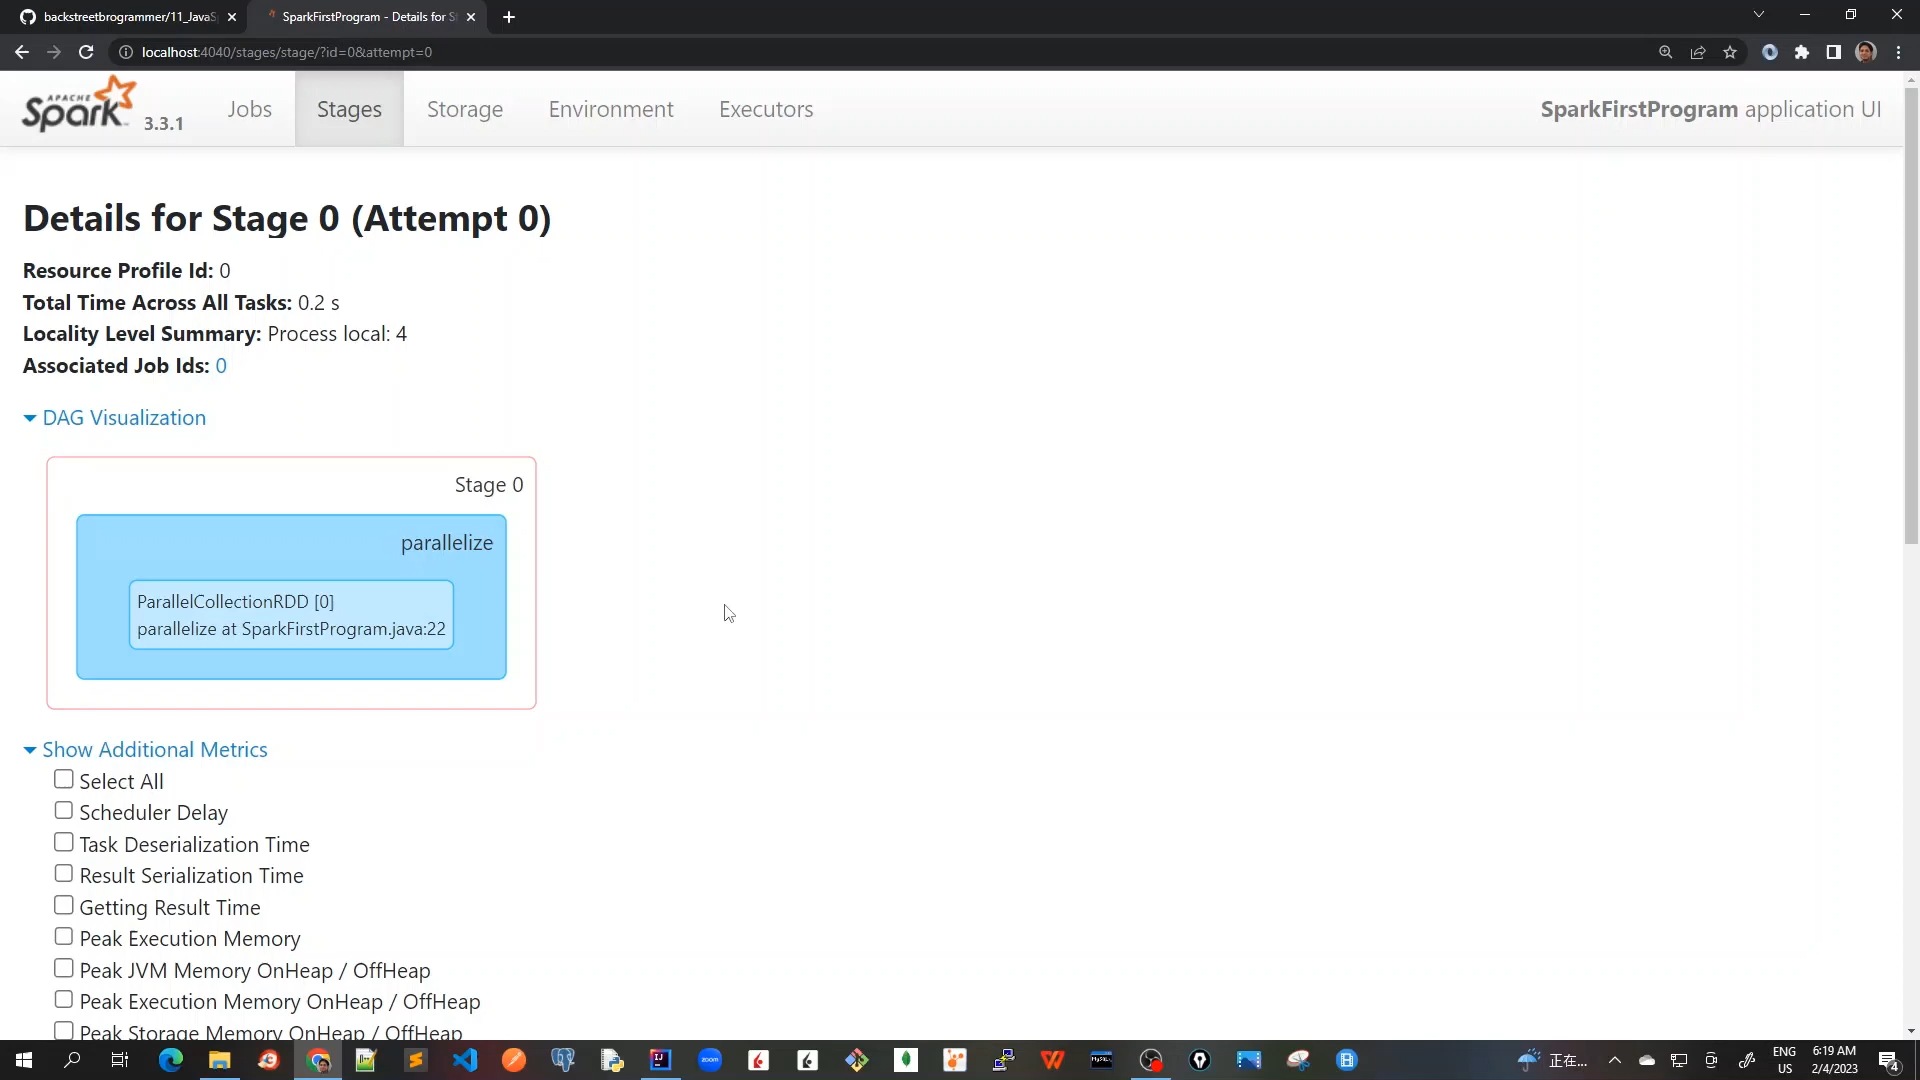 backstreetbrogrammer/11_JavaS
SparkFirstProgram - Details for S
localhost:4040/stages/stage/?id=0&attempt=0
APACHE
Spark 3.3.1
Jobs
Stages
Storage
Environment
Executors
SparkFirstProgram application UI
Details for Stage 0 (Attempt 0)
Resource Profile Id: 0
Total Time Across All Tasks: 0.2 s
Locality Level Summary: Process local: 4
Associated Job Ids: 0
DAG Visualization
Stage 0
parallelize
ParallelCollectionRDD [0]
parallelize at SparkFirstProgram.java:22
Show Additional Metrics
Select All
Scheduler Delay
Task Deserialization Time
Result Serialization Time
Getting Result Time
Peak Execution Memory
Peak JVM Memory OnHeap / OffHeap
Peak Execution Memory OnHeap / OffHeap
Peak Storage Memory OnHeap / OffHeap
zoom
正在...
ENG
US
6:19 AM
2/4/2023
4